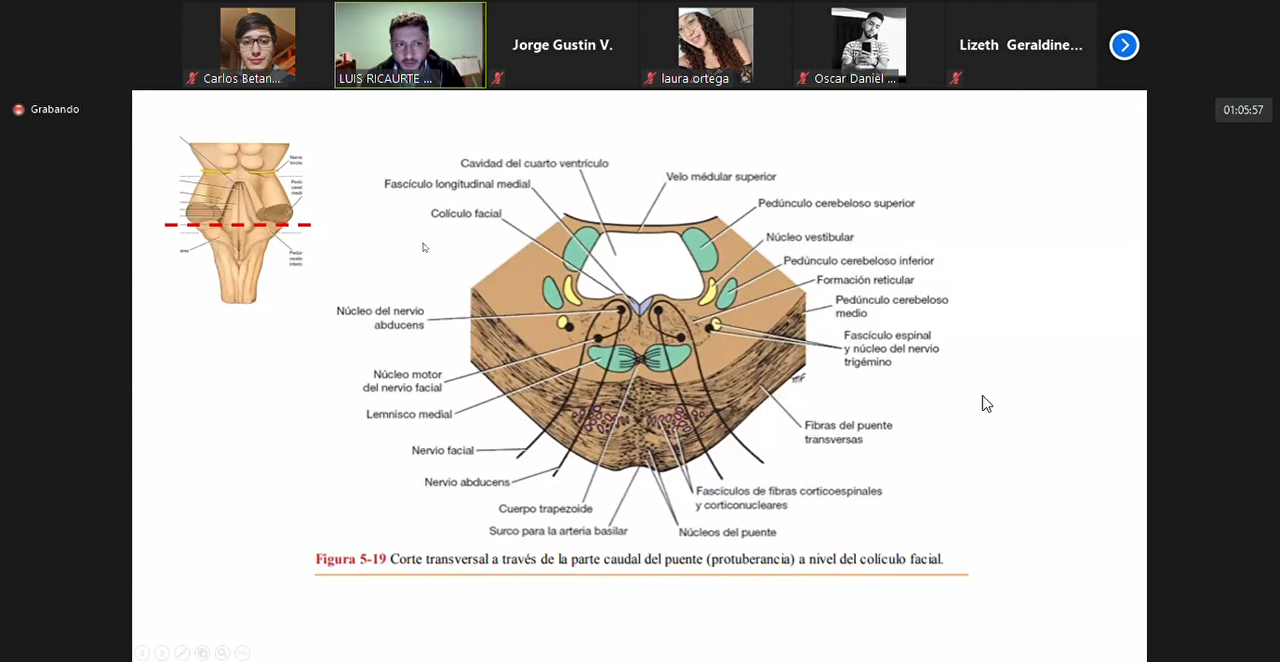 Carlos Betan...
LUIS RICAURTE ...
Jorge Gustin V.
laura ortega
Oscar Daniel ...
Lizeth Geraldine...
Grabando
01:05:57
Cavidad del cuarto ventrículo
Fascículo longitudinal medial
Colículo facial
Velo médular superior
Pedúnculo cerebeloso superior
Núcleo vestibular
Pedúnculo cerebeloso inferior
Formación reticular
Pedúnculo cerebeloso
medio
Fascículo espinal
y núcleo del nervio
trigémino
Núcleo del nervio
abducens
Núcleo motor
del nervio facial
Lemnisco medial
Nervio facial
Nervio abducens
Cuerpo trapezoide
Surco para la arteria basilar
Fibras del puente
transversas
Fascículos de fibras corticoespinales
y corticonucleares
Núcleos del puente
Figura 5-19 Corte transversal a través de la parte caudal del puente (protuberancia) a nivel del colículo facial.